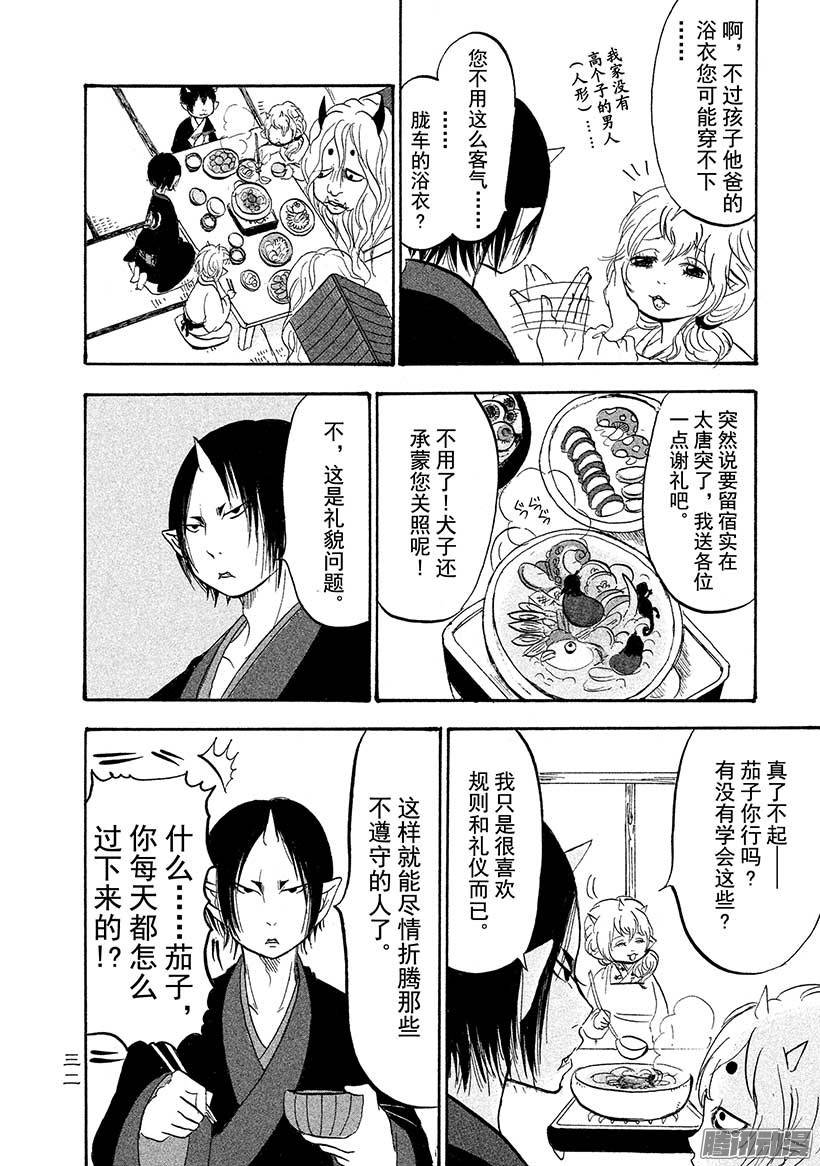 啊，不过孩子他爸的
浴衣您可能穿不下
……
我家没有
高个子的男人
（人形）……
您不用这么客气……
……
胧车的浴衣？
突然说要留宿实在
太唐突了，我送各位
一点谢礼吧。
不用了！犬子还
承蒙您关照呢！
不，这是礼貌问题。
真了不起——
茄子你行吗？
有没有学会这些？
我只是很喜欢
规则和礼仪而已。
这样就能尽情折腾那些
不遵守的人了。
什么……茄子，
你每天都怎么
过下来的！？
三二
腾讯动漫